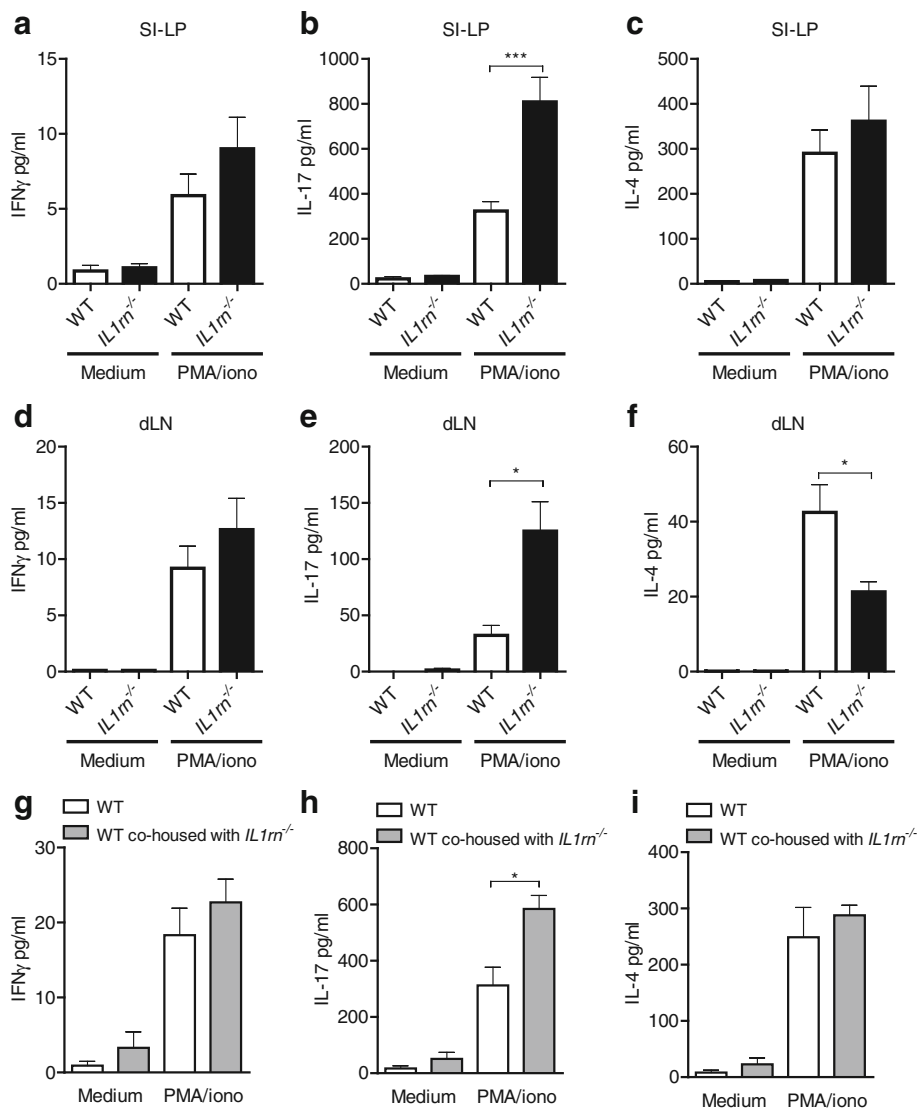 a
SI-LP
IFNγ pg/ml
15
10
5
0
WT
IL1rn-/-
WT
IL1rn-/-
Medium
PMA/iono
b
SI-LP
IL-17 pg/ml
1000
800
600
400
200
0
***
WT
IL1rn-/-
WT
IL1rn-/-
Medium
PMA/iono
c
SI-LP
IL-4 pg/ml
500
400
300
200
100
0
WT
IL1rn-/-
WT
IL1rn-/-
Medium
PMA/iono
d
dLN
IFNγ pg/ml
20
15
10
5
0
WT
IL1rn-/-
WT
IL1rn-/-
Medium
PMA/iono
e
dLN
IL-17 pg/ml
200
150
100
50
0
*
WT
IL1rn-/-
WT
IL1rn-/-
Medium
PMA/iono
f
dLN
IL-4 pg/ml
60
40
20
0
*
WT
IL1rn-/-
WT
IL1rn-/-
Medium
PMA/iono
g
WT
WT co-housed with IL1rn-/-
IFNγ pg/ml
30
20
10
0
Medium
PMA/iono
h
WT
WT co-housed with IL1rn-/-
IL-17 pg/ml
800
600
400
200
0
*
Medium
PMA/iono
i
WT
WT co-housed with IL1rn-/-
IL-4 pg/ml
400
300
200
100
0
Medium
PMA/iono